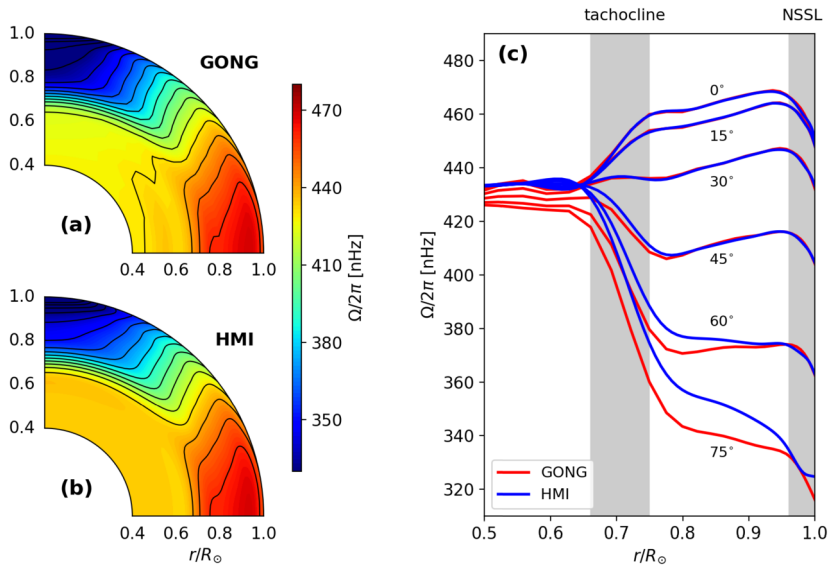 1.0
0.8
0.6
0.4
GONG
(a)
0.4 0.6 0.8 1.0
1.0
0.8
0.6
0.4
HMI
(b)
0.4 0.6 0.8 1.0
r/R⊙
470
440
410
380
350
Ω/2π [nHz]
tachocline NSSL
(c)
480
460
440
420
400
380
360
340
320
Ω/2π [nHz]
0°
15°
30°
45°
60°
75°
GONG
HMI
0.5 0.6 0.7 0.8 0.9 1.0
r/R⊙